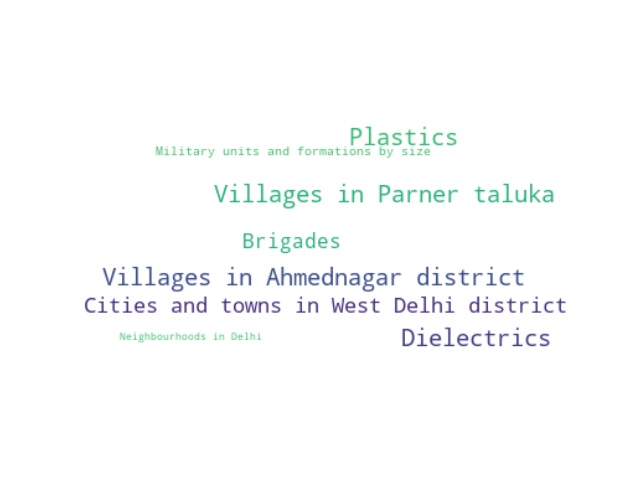 Plastics
Military units and formations by size
Villages in Parner taluka
Brigades
Villages in Ahmednagar district
Cities and towns in West Delhi district
Neighbourhoods in Delhi
Dielectrics